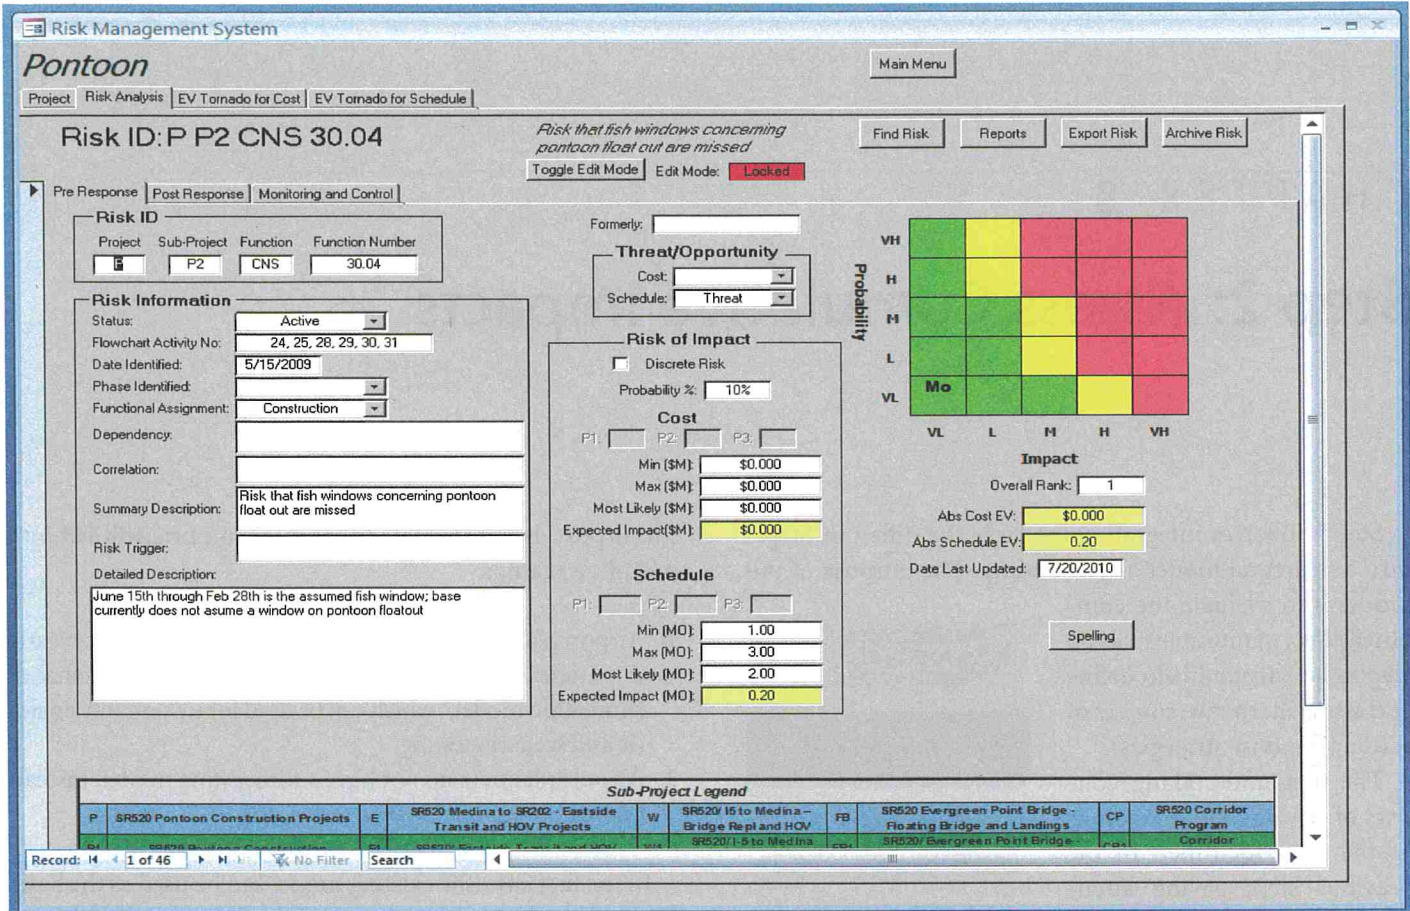 Risk Management System
Pontoon
Main Menu
Project
Risk Analysis
EV Tornado for Cost
EV Tornado for Schedule
Risk ID: P P2 CNS 30.04
Risk that fish windows concerning
pontoon float out are missed
Find Risk
Reports
Export Risk
Archive Risk
Toggle Edit Mode
Edit Mode:
Locked
Pre Response
Post Response
Monitoring and Control
Risk ID
Project
Sub-Project
Function
Function Number
P
P2
CNS
30.04
Risk Information
Status:
Active
Flowchart Activity No:
24, 25, 28, 29, 30, 31
Date Identified:
5/15/2009
Phase Identified:
Functional Assignment:
Construction
Dependency:
Correlation:
Summary Description:
Risk that fish windows concerning pontoon
float out are missed
Risk Trigger:
Detailed Description:
June 15th through Feb 28th is the assumed fish window; base
currently does not asume a window on pontoon floatout
Formerly:
Threat/Opportunity
Cost:
Schedule:
Threat
Risk of Impact
Discrete Risk
Probability %:
10%
Cost
P1:
P2:
P3:
Min ($M):
$0.000
Max ($M):
$0.000
Most Likely ($M):
$0.000
Expected Impact($M):
$0.000
Schedule
P1:
P2:
P3:
Min (MO):
1.00
Max (MO):
3.00
Most Likely (MO):
2.00
Expected Impact (MO):
0.20
Probability
VH
H
M
L
VL
Mo
VL
L
M
H
VH
Impact
Overall Rank:
1
Abs Cost EV:
$0.000
Abs Schedule EV:
0.20
Date Last Updated:
7/20/2010
Spelling
Sub-Project Legend
P
SR520 Pontoon Construction Projects
E
SR520 Medina to SR202 - Eastside
Transit and HOV Projects
W
SR520/ I5 to Medina –
Bridge Repl and HOV
FB
SR520 Evergreen Point Bridge -
Floating Bridge and Landings
CP
SR520 Corridor
Program
SR520/ I-5 to Medina
SR520/ Evergreen Point Bridge -
Corridor
Record:
1 of 46
No Filter
Search